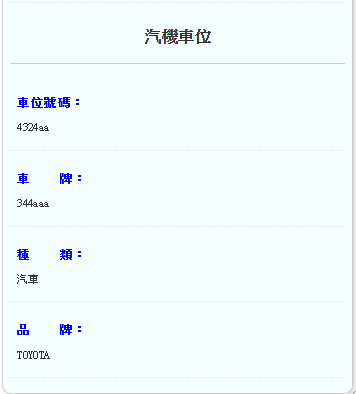 汽機車位
車位號碼：
4324aa
車　　牌：
344aaa
種　　類：
汽車
品　　牌：
TOYOTA